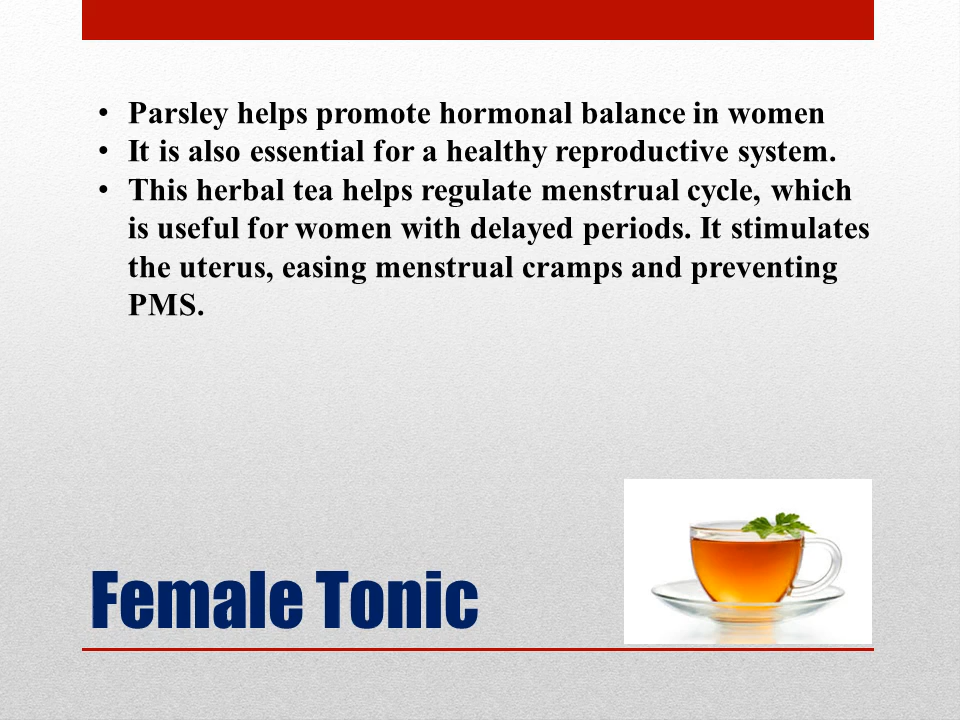 • Parsley helps promote hormonal balance in women
• It is also essential for a healthy reproductive system.
• This herbal tea helps regulate menstrual cycle, which
is useful for women with delayed periods. It stimulates
the uterus, easing menstrual cramps and preventing
PMS.
Female Tonic